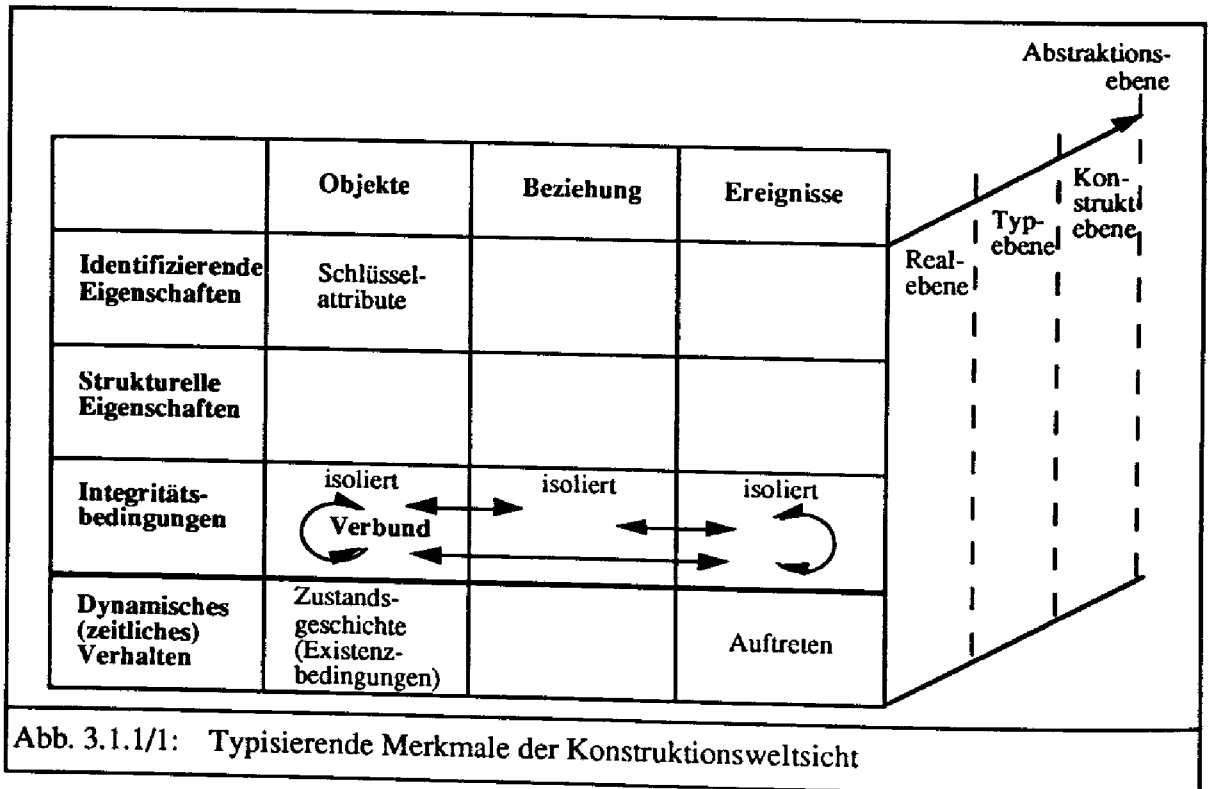 Abstraktions-
ebene
Objekte
Beziehung
Ereignisse
Real-
ebene
Typ-
ebene
Kon-
strukt
ebene
Identifizierende
Eigenschaften
Schlüssel-
attribute
Strukturelle
Eigenschaften
Integritäts-
bedingungen
isoliert
isoliert
isoliert
Verbund
Dynamisches
(zeitliches)
Verhalten
Zustands-
geschichte
(Existenz-
bedingungen)
Auftreten
Abb. 3.1.1/1: Typisierende Merkmale der Konstruktionsweltsicht